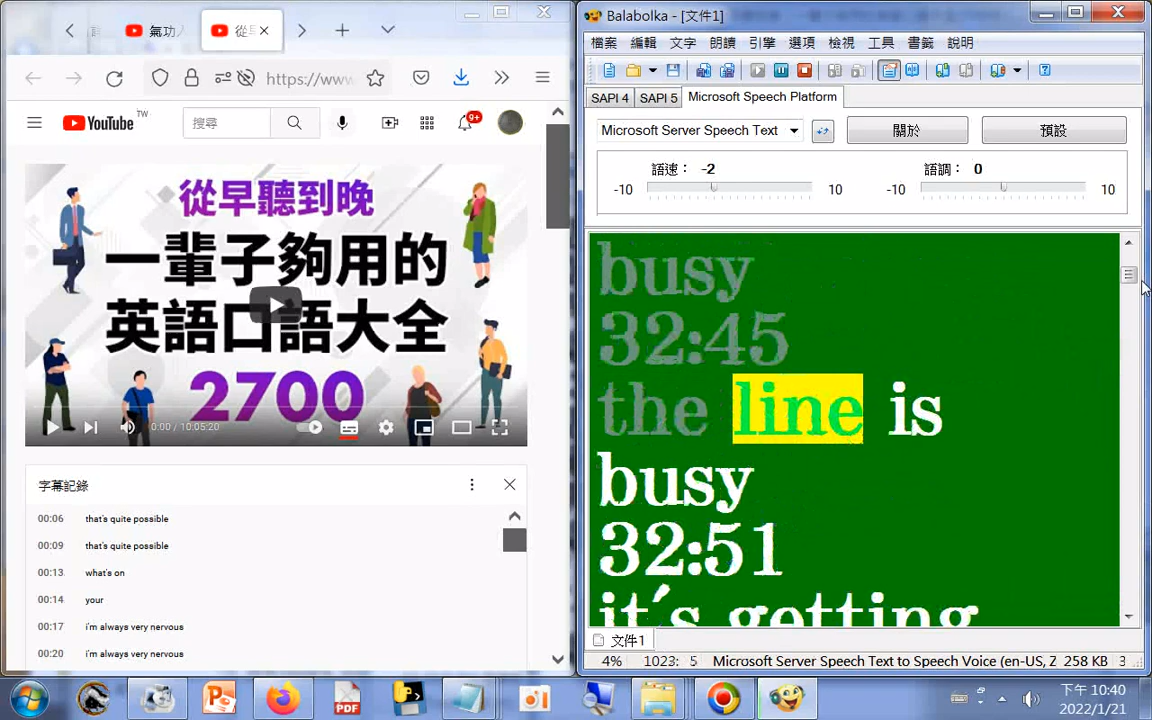 氣功
從
https://www
YouTube TW
搜尋
9+
從早聽到晚
一輩子夠用的
英語口語大全
2700
0:00 / 10:05:20
字幕記錄
00:06 that's quite possible
00:09 that's quite possible
00:13 what's on
00:14 your
00:17 i'm always very nervous
00:20 i'm always very nervous
Balabolka - [文件1]
檔案 編輯 文字 朗讀 引擎 選項 檢視 工具 書籤 說明
SAPI 4 SAPI 5 Microsoft Speech Platform
Microsoft Server Speech Text 關於 預設
語速： -2 語調： 0
-10 10 -10 10
busy
32:45
the line is
busy
32:51
it's getting
文件1
4% 1023: 5 Microsoft Server Speech Text to Speech Voice (en-US, Z 258 KB 3
PDF
下午 10:40
2022/1/21